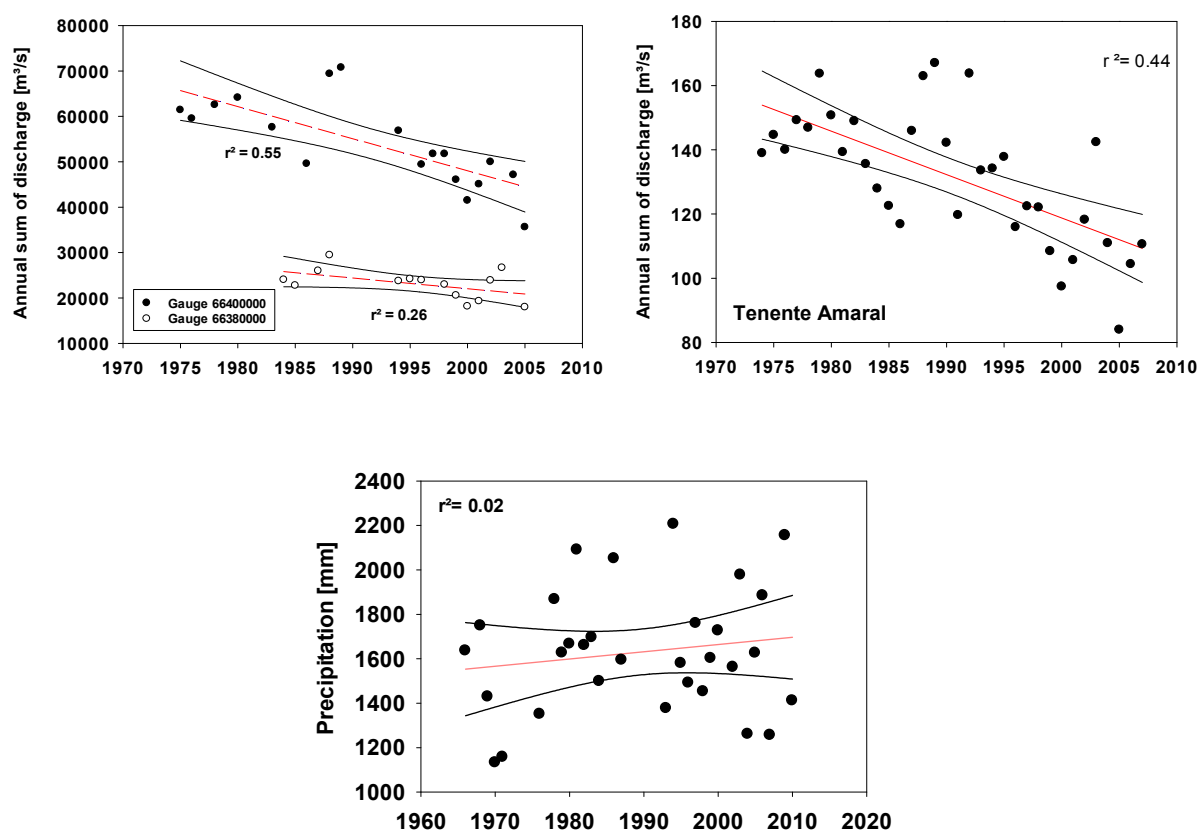 Annual sum of discharge [m³/s]
80000
70000
60000
50000
40000
30000
20000
10000
r² = 0.55
r² = 0.26
Gauge 66400000
Gauge 66380000
1970 1975 1980 1985 1990 1995 2000 2005 2010
Annual sum of discharge [m³/s]
180
160
140
120
100
80
r ²= 0.44
Tenente Amaral
1970 1975 1980 1985 1990 1995 2000 2005 2010
Precipitation [mm]
2400
2200
2000
1800
1600
1400
1200
1000
r²= 0.02
1960 1970 1980 1990 2000 2010 2020